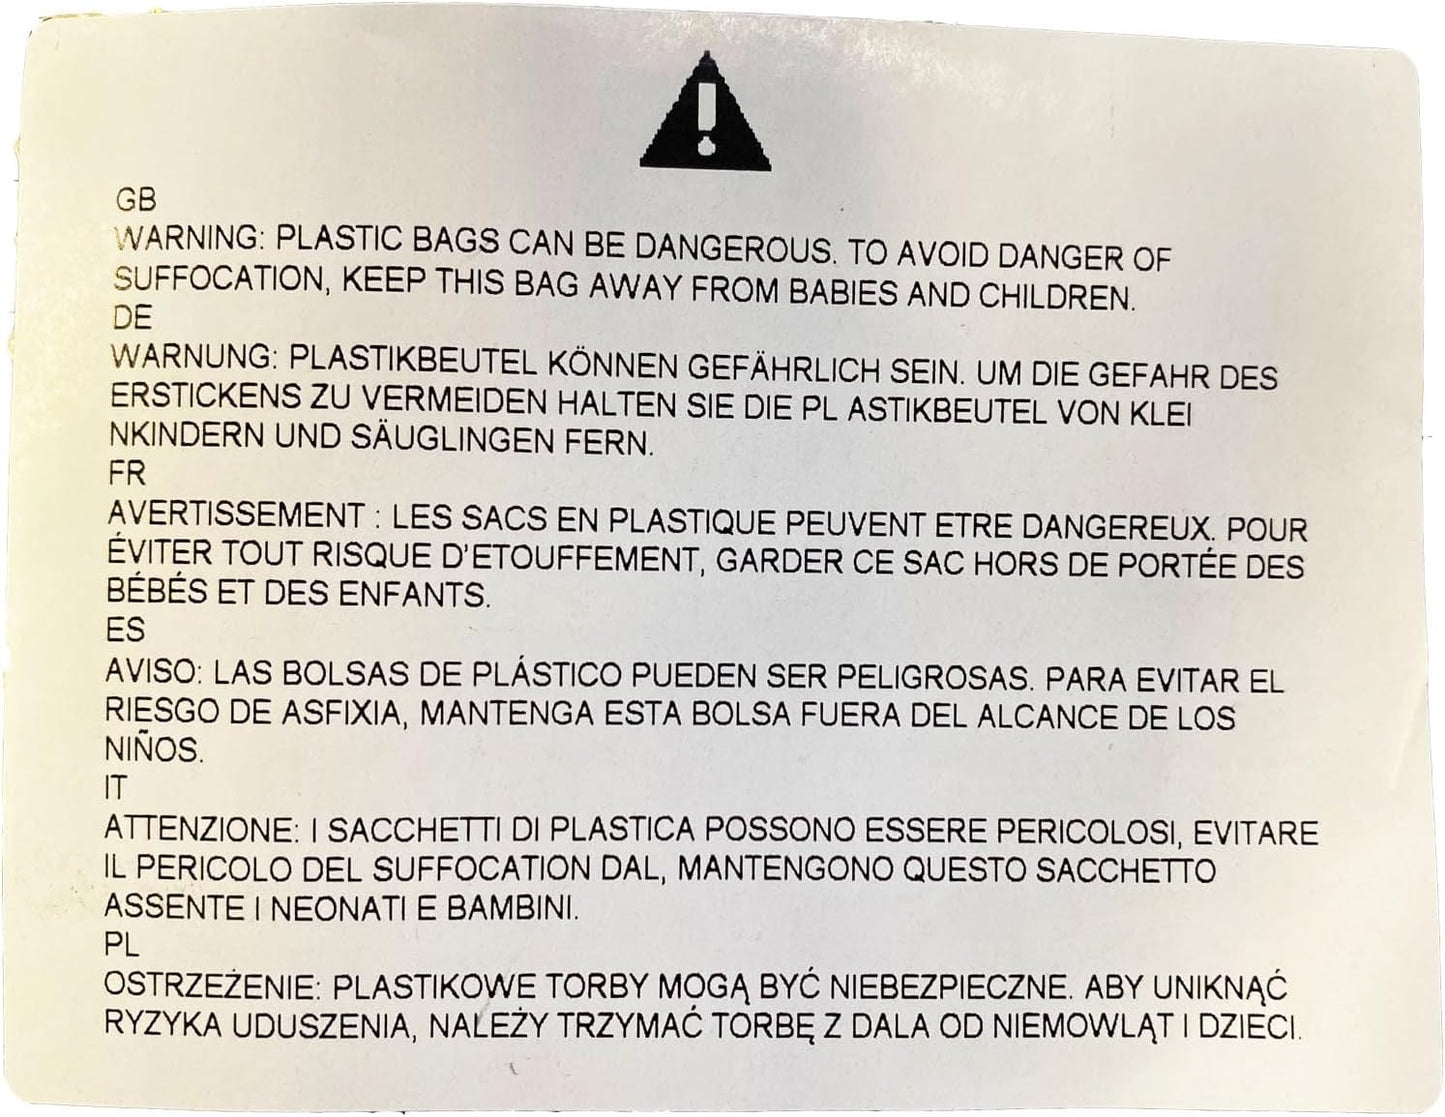 GB
WARNING: PLASTIC BAGS CAN BE DANGEROUS. TO AVOID DANGER OF
SUFFOCATION, KEEP THIS BAG AWAY FROM BABIES AND CHILDREN.
DE
WARNUNG: PLASTIKBEUTEL KÖNNEN GEFÄHRLICH SEIN. UM DIE GEFAHR DES
ERSTICKENS ZU VERMEIDEN HALTEN SIE DIE PL ASTIKBEUTEL VON KLEI
NKINDERN UND SÄUGLINGEN FERN.
FR
AVERTISSEMENT : LES SACS EN PLASTIQUE PEUVENT ETRE DANGEREUX. POUR
ÉVITER TOUT RISQUE D'ETOUFFEMENT, GARDER CE SAC HORS DE PORTÉE DES
BÉBÉS ET DES ENFANTS.
ES
AVISO: LAS BOLSAS DE PLÁSTICO PUEDEN SER PELIGROSAS. PARA EVITAR EL
RIESGO DE ASFIXIA, MANTENGA ESTA BOLSA FUERA DEL ALCANCE DE LOS
NIÑOS.
IT
ATTENZIONE: I SACCHETTI DI PLASTICA POSSONO ESSERE PERICOLOSI, EVITARE
IL PERICOLO DEL SUFFOCATION DAL, MANTENGONO QUESTO SACCHETTO
ASSENTE I NEONATI E BAMBINI.
PL
OSTRZEŻENIE: PLASTIKOWE TORBY MOGĄ BYĆ NIEBEZPIECZNE. ABY UNIKNĄĆ
RYZYKA UDUSZENIA, NALEŻY TRZYMAĆ TORBĘ Z DALA OD NIEMOWLĄT I DZIECI.